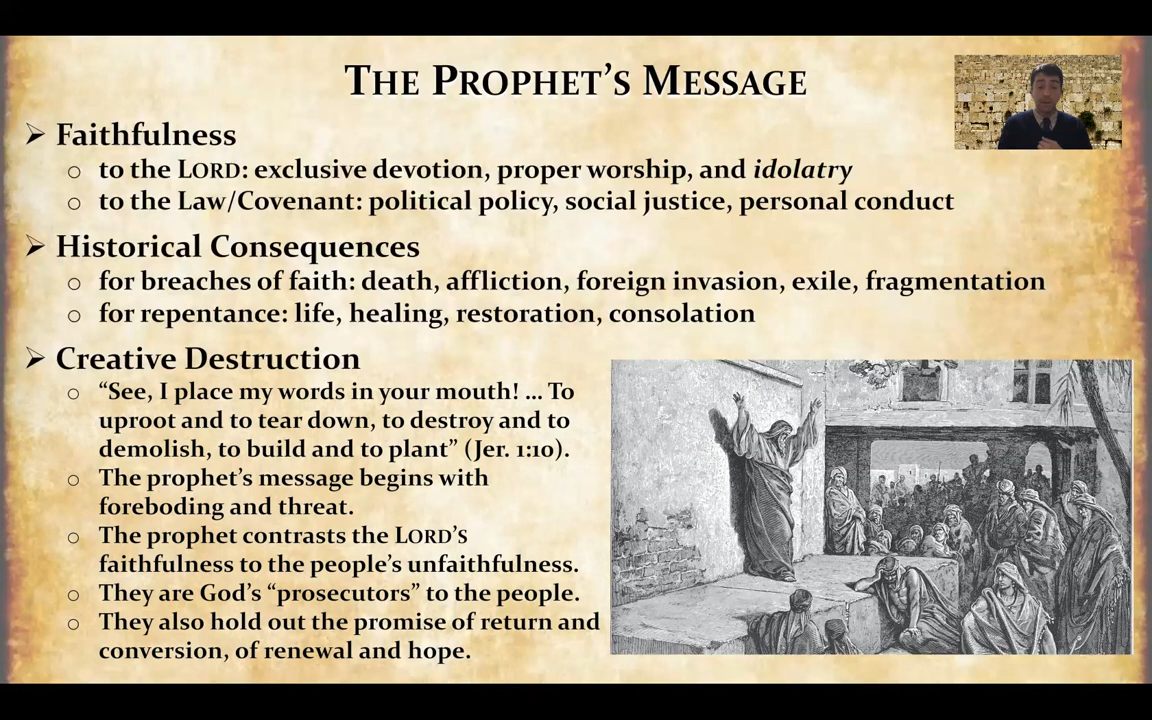 THE PROPHET’S MESSAGE
➢ Faithfulness
o to the LORD: exclusive devotion, proper worship, and idolatry
o to the Law/Covenant: political policy, social justice, personal conduct
➢ Historical Consequences
o for breaches of faith: death, affliction, foreign invasion, exile, fragmentation
o for repentance: life, healing, restoration, consolation
➢ Creative Destruction
o “See, I place my words in your mouth! ... To
uproot and to tear down, to destroy and to
demolish, to build and to plant” (Jer. 1:10).
o The prophet’s message begins with
foreboding and threat.
o The prophet contrasts the LORD’S
faithfulness to the people’s unfaithfulness.
o They are God’s “prosecutors” to the people.
o They also hold out the promise of return and
conversion, of renewal and hope.